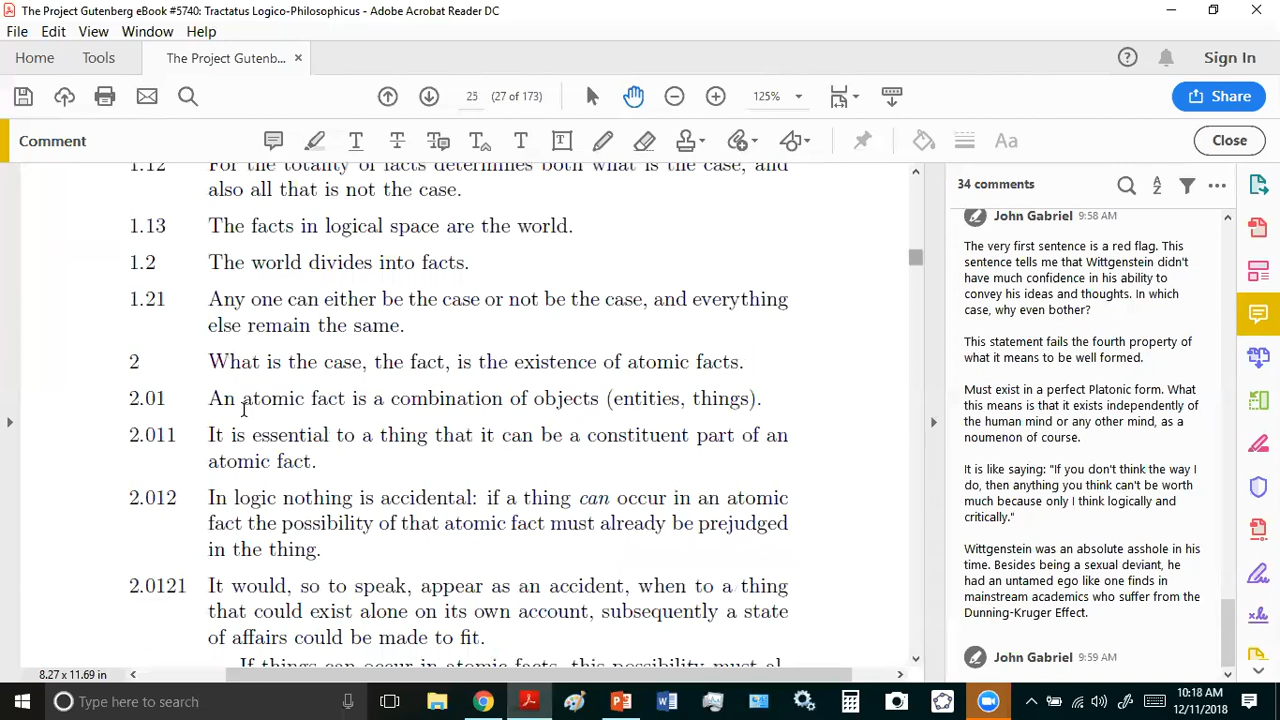 The Project Gutenberg eBook #5740: Tractatus Logico-Philosophicus - Adobe Acrobat Reader DC
File Edit View Window Help
Home Tools The Project Gutenb... × Sign In
23 (27 of 173) 125% Share
Comment Close
1.12 For the totality of facts determines both what is the case, and
also all that is not the case.
1.13 The facts in logical space are the world.
1.2 The world divides into facts.
1.21 Any one can either be the case or not be the case, and everything
else remain the same.
2 What is the case, the fact, is the existence of atomic facts.
2.01 An atomic fact is a combination of objects (entities, things).
2.011 It is essential to a thing that it can be a constituent part of an
atomic fact.
2.012 In logic nothing is accidental: if a thing can occur in an atomic
fact the possibility of that atomic fact must already be prejudged
in the thing.
2.0121 It would, so to speak, appear as an accident, when to a thing
that could exist alone on its own account, subsequently a state
of affairs could be made to fit.
If things can occur in atomic facts, this possibility must al-
8.27 x 11.69 in
34 comments
John Gabriel 9:58 AM
The very first sentence is a red flag. This
sentence tells me that Wittgenstein didn't
have much confidence in his ability to
convey his ideas and thoughts. In which
case, why even bother?
This statement fails the fourth property of
what it means to be well formed.
Must exist in a perfect Platonic form. What
this means is that it exists independently of
the human mind or any other mind, as a
noumenon of course.
It is like saying: "If you don't think the way I
do, then anything you think can't be worth
much because only I think logically and
critically."
Wittgenstein was an absolute asshole in his
time. Besides being a sexual deviant, he
had an untamed ego like one finds in
mainstream academics who suffer from the
Dunning-Kruger Effect.
John Gabriel 9:59 AM
Type here to search
10:18 AM
12/11/2018